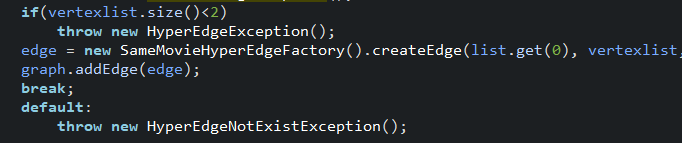 if(vertexlist.size()<2)
throw new HyperEdgeException();
edge = new SameMovieHyperEdgeFactory().createEdge(list.get(0), vertexlist,
graph.addEdge(edge);
break;
default:
throw new HyperEdgeNotExistException();